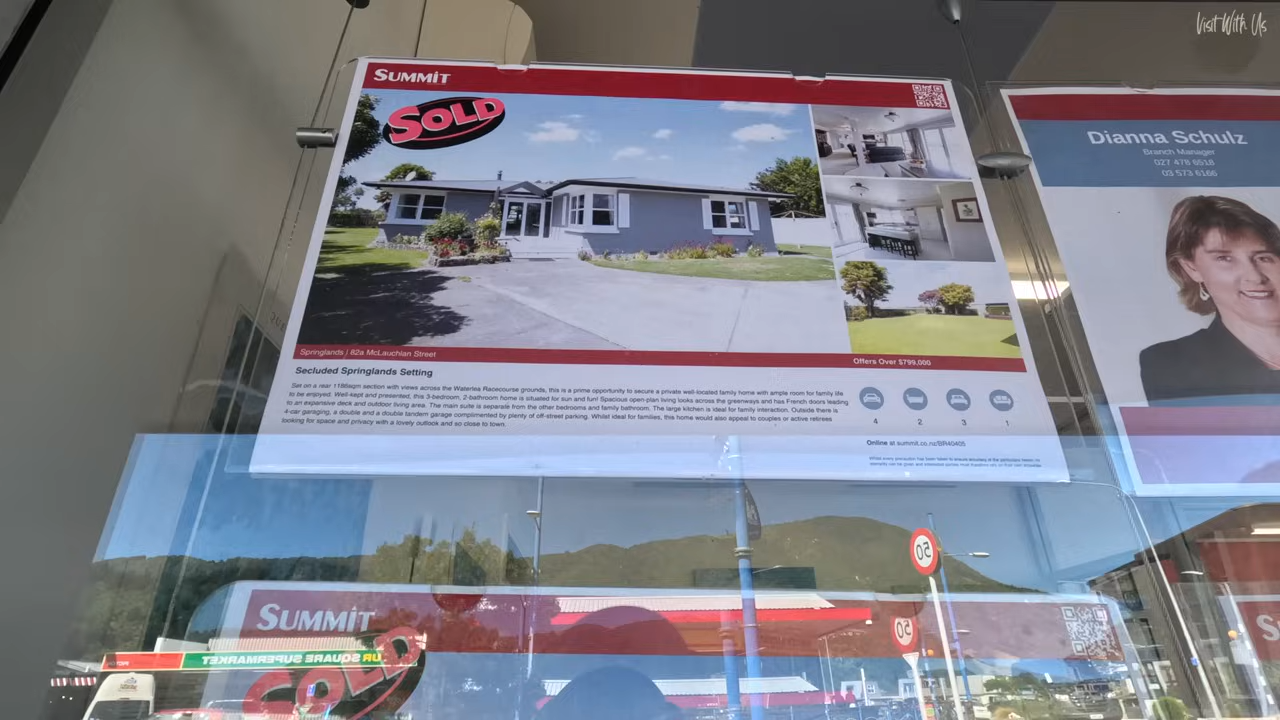 Visit With Us
SUMMIT
SOLD
Dianna Schulz
Branch Manager
027 478 6518
03 573 6166
Springlands | 82a McLauchlan Street
Offers Over $799,000
Secluded Springlands Setting
Set on a rear 1186sqm section with views across the Waterlea Racecourse grounds, this is a prime opportunity to secure a private well-located family home with ample room for family life
to be enjoyed. Well-kept and presented, this 3-bedroom, 2-bathroom home is situated for sun and fun! Spacious open-plan living looks across the greenways and has French doors leading
to an expensive deck and outdoor living area. The main suite is separate from the other bedrooms and family bathroom. The large kitchen is ideal for family interaction. Outside there is
4-car garaging, a double and a double tandem garage complimented by plenty of off-street parking. Whilst ideal for families, this home would also appeal to couples or active retirees
looking for space and privacy with a lovely outlook and so close to town.
4 2 3 1
Online at summit.co.nz/BR40405
50
SUMMIT
50
UR SQUARE SUPERMARKET
SOLD
S